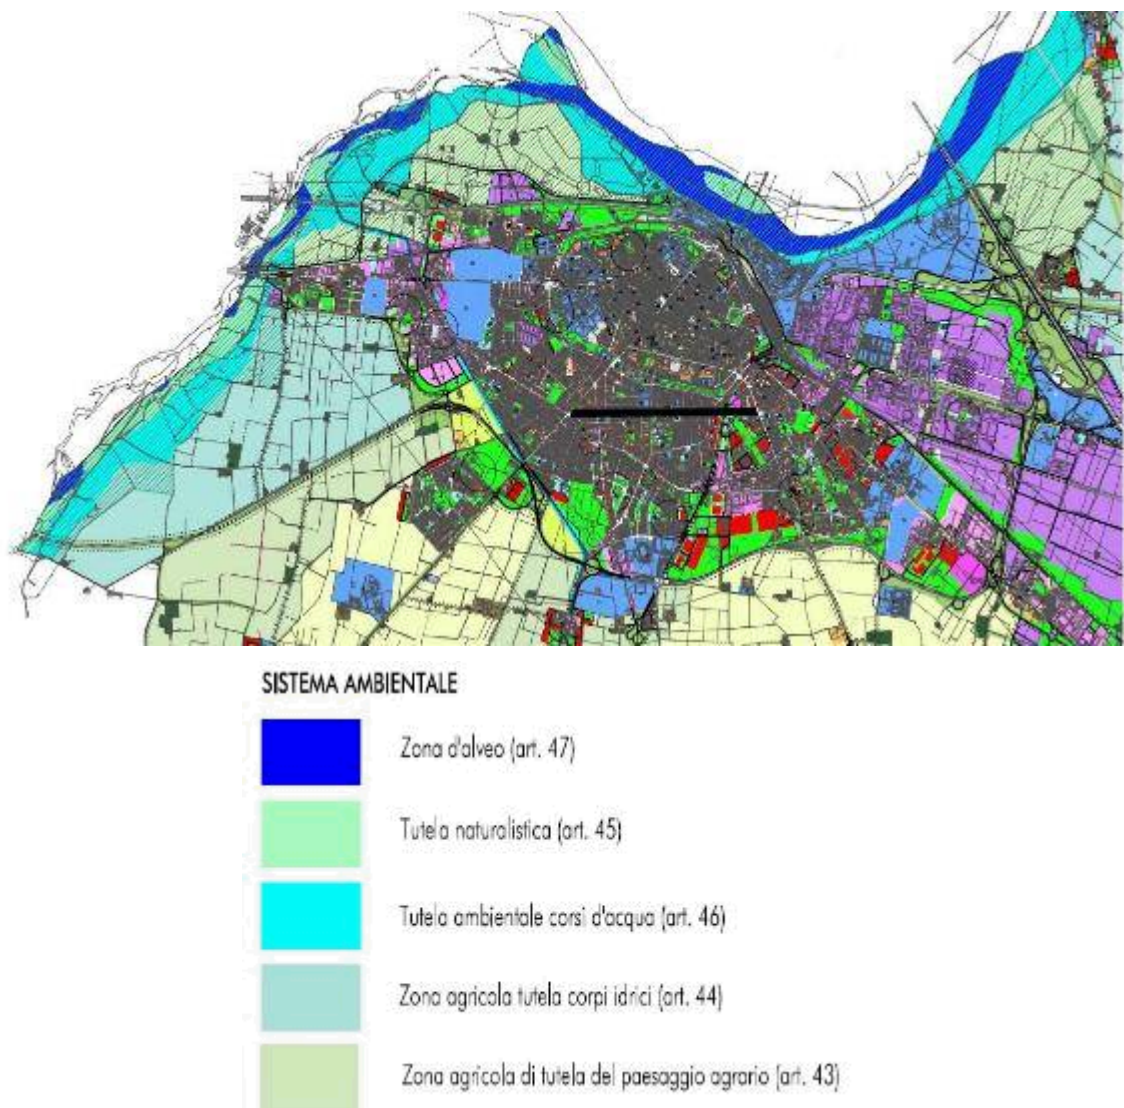 SISTEMA AMBIENTALE
Zona d'alveo (art. 47)
Tutela naturalistica (art. 45)
Tutela ambientale corsi d'acqua (art. 46)
Zona agricola tutela corpi idrici (art. 44)
Zona agricola di tutela del paesaggio agrario (art. 43)